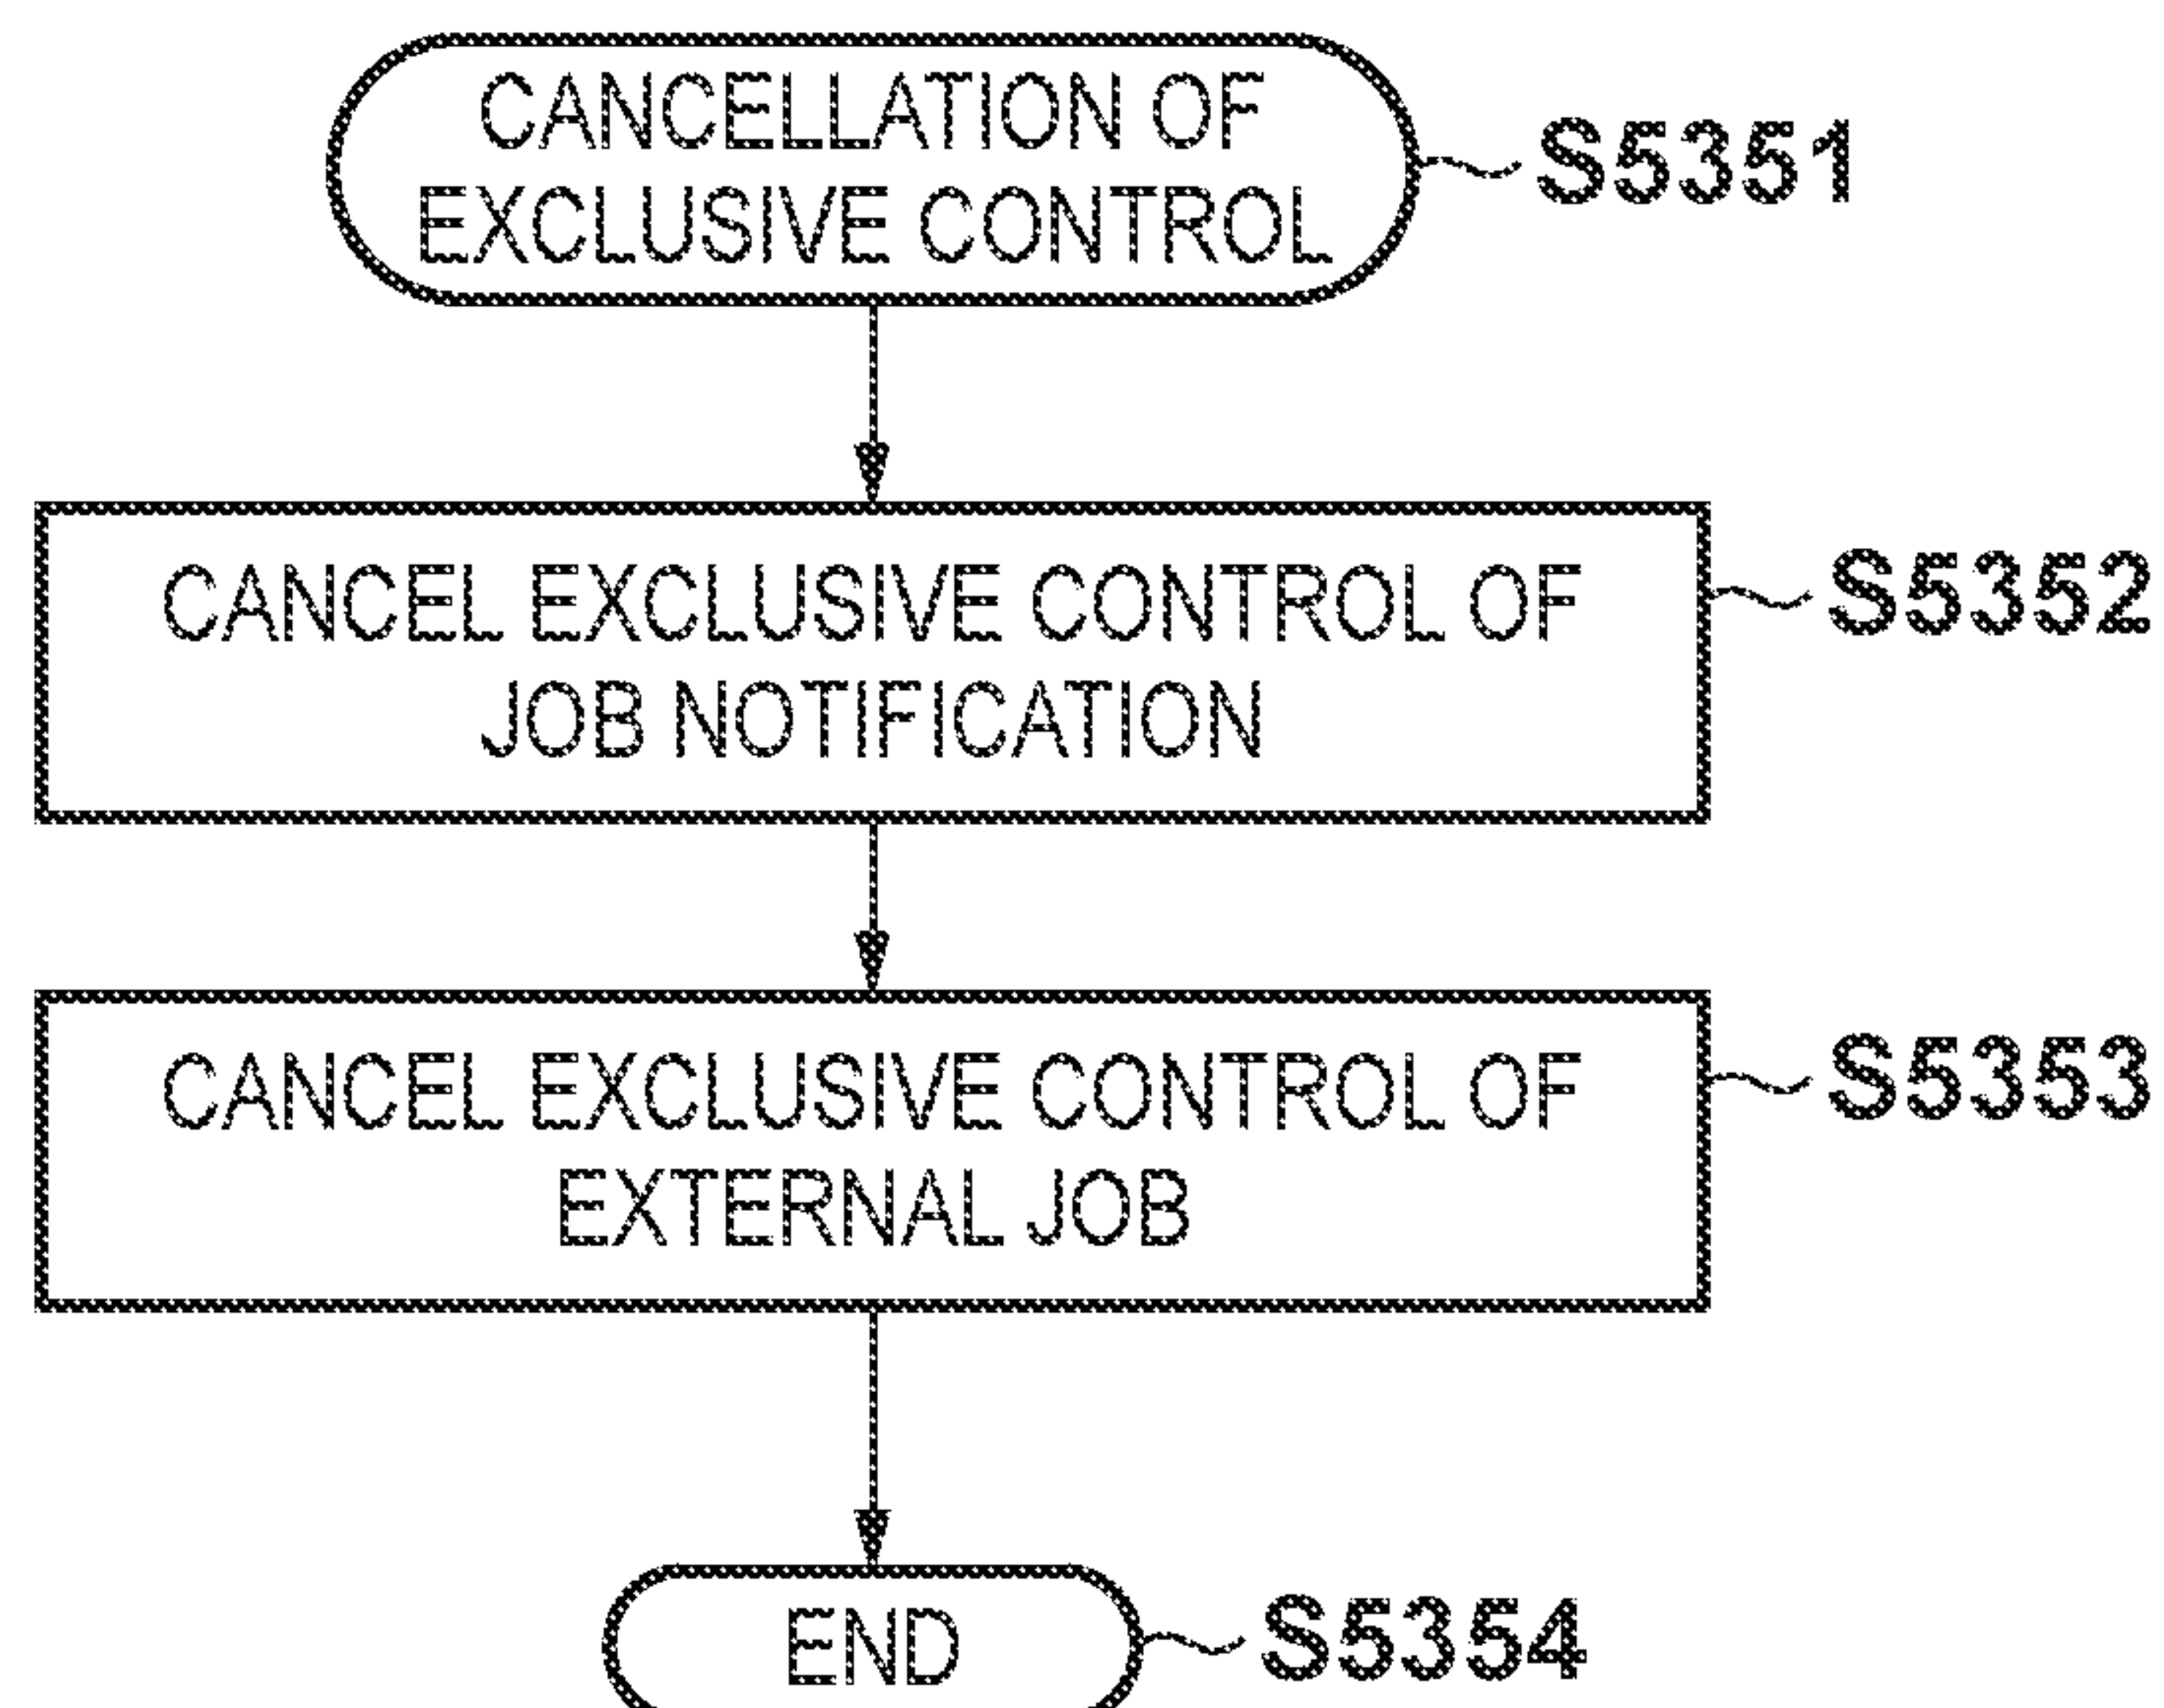 CANCELLATION OF
EXCLUSIVE CONTROL
S5351
CANCEL EXCLUSIVE CONTROL OF
JOB NOTIFICATION
S5352
CANCEL EXCLUSIVE CONTROL OF
EXTERNAL JOB
S5353
END
S5354